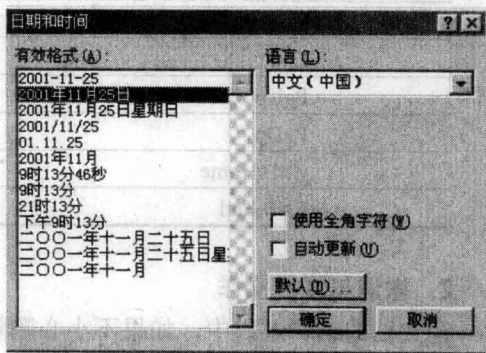 日期和时间
有效格式(A):
2001-11-25
2001年11月25日
2001年11月25日星期日
2001/11/25
01.11.25
2001年11月
9时13分46秒
9时13分
21时13分
下午9时13分
二○○一年十一月二十五日
二○○一年十一月二十五日星
二○○一年十一月
语言(L):
中文(中国)
使用全角字符(W)
自动更新(U)
默认(D)...
确定
取消